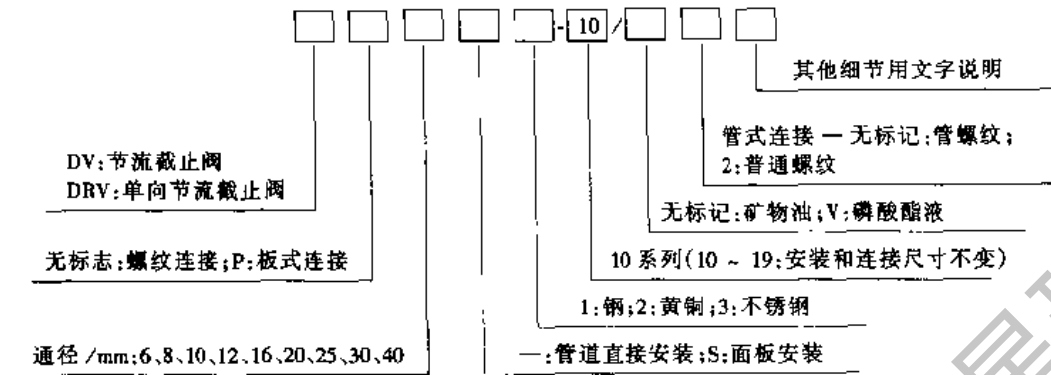 -10/
其他细节用文字说明
管式连接 — 无标记:管螺纹;
2:普通螺纹
DV:节流截止阀
DRV:单向节流截止阀
无标记:矿物油;V:磷酸酯液
无标志:螺纹连接;P:板式连接
10系列(10 ~ 19:安装和连接尺寸不变)
1:钢;2:黄铜;3:不锈钢
通径/mm:6、8、10、12、16、20、25、30、40
—:管道直接安装;S:面板安装